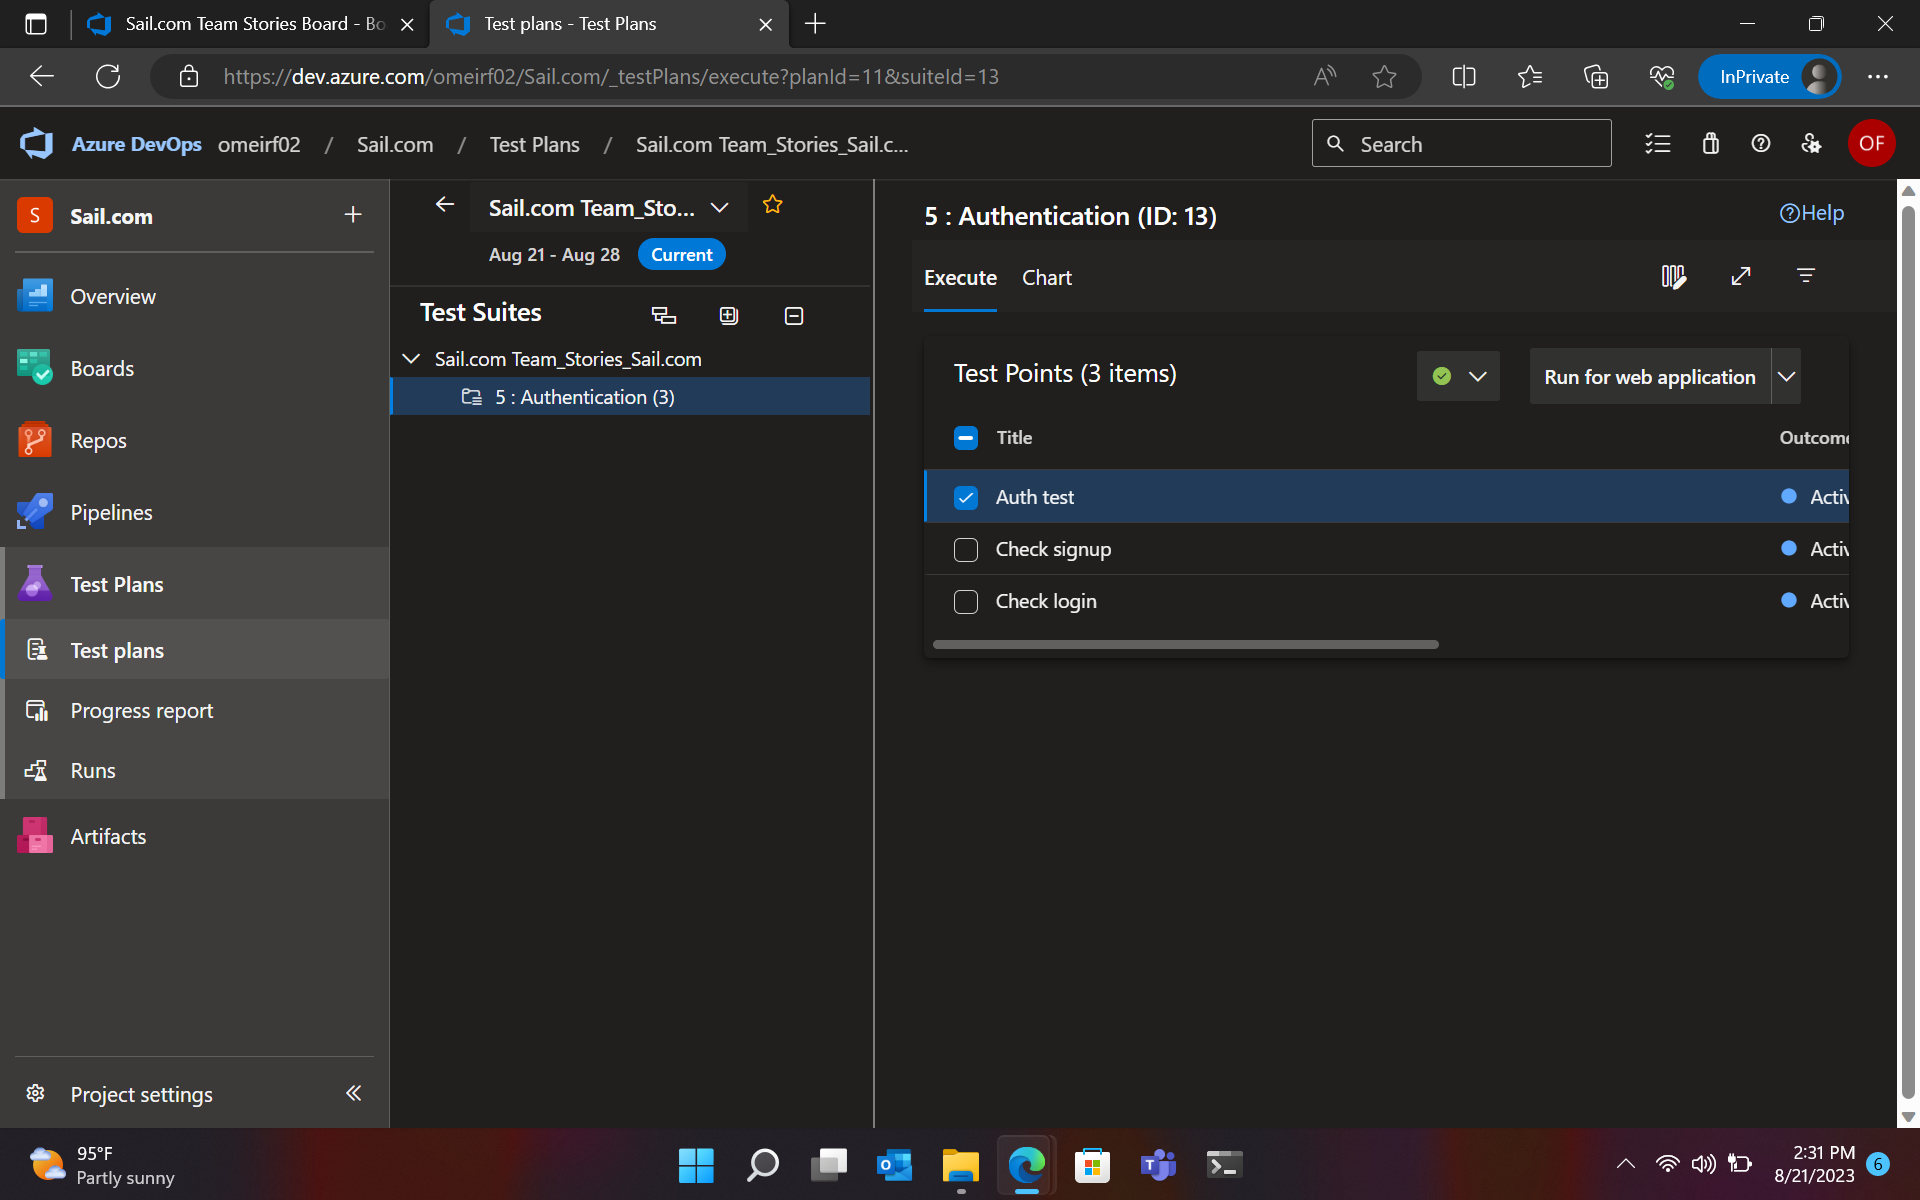 Sail.com Team Stories Board - Bo
Test plans - Test Plans
https://dev.azure.com/omeirf02/Sail.com/_testPlans/execute?planId=11&suiteId=13
InPrivate
Azure DevOps omeirf02 / Sail.com / Test Plans / Sail.com Team_Stories_Sail.c...
Search
OF
S Sail.com
Overview
Boards
Repos
Pipelines
Test Plans
Test plans
Progress report
Runs
Artifacts
Project settings
Sail.com Team_Sto...
Aug 21 - Aug 28 Current
Test Suites
Sail.com Team_Stories_Sail.com
5 : Authentication (3)
5 : Authentication (ID: 13)
Help
Execute Chart
Test Points (3 items)
Run for web application
Title Outcome
Auth test Activ
Check signup Activ
Check login Activ
95°F
Partly sunny
2:31 PM
8/21/2023
6